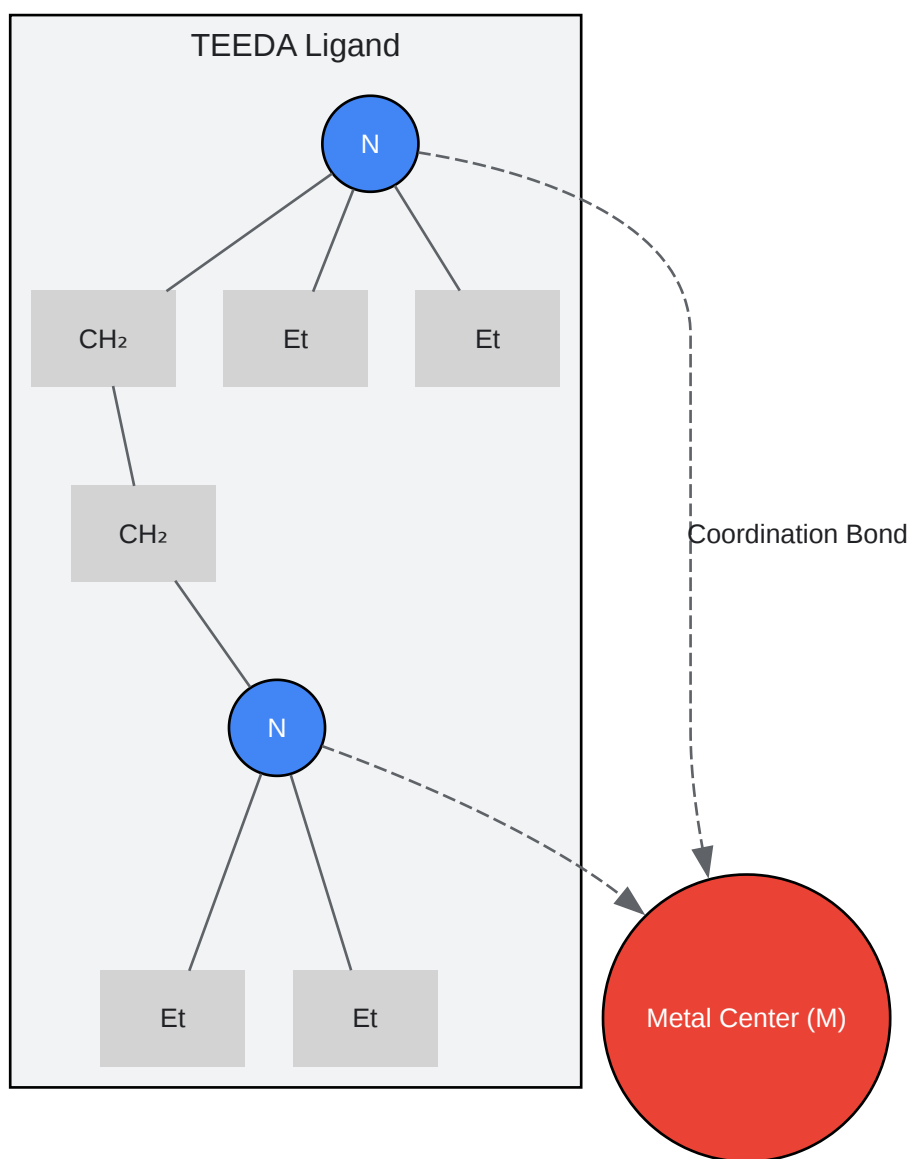 TEEDA Ligand
N
CH₂
Et
Et
CH₂
Coordination Bond
N
Et
Et
Metal Center (M)